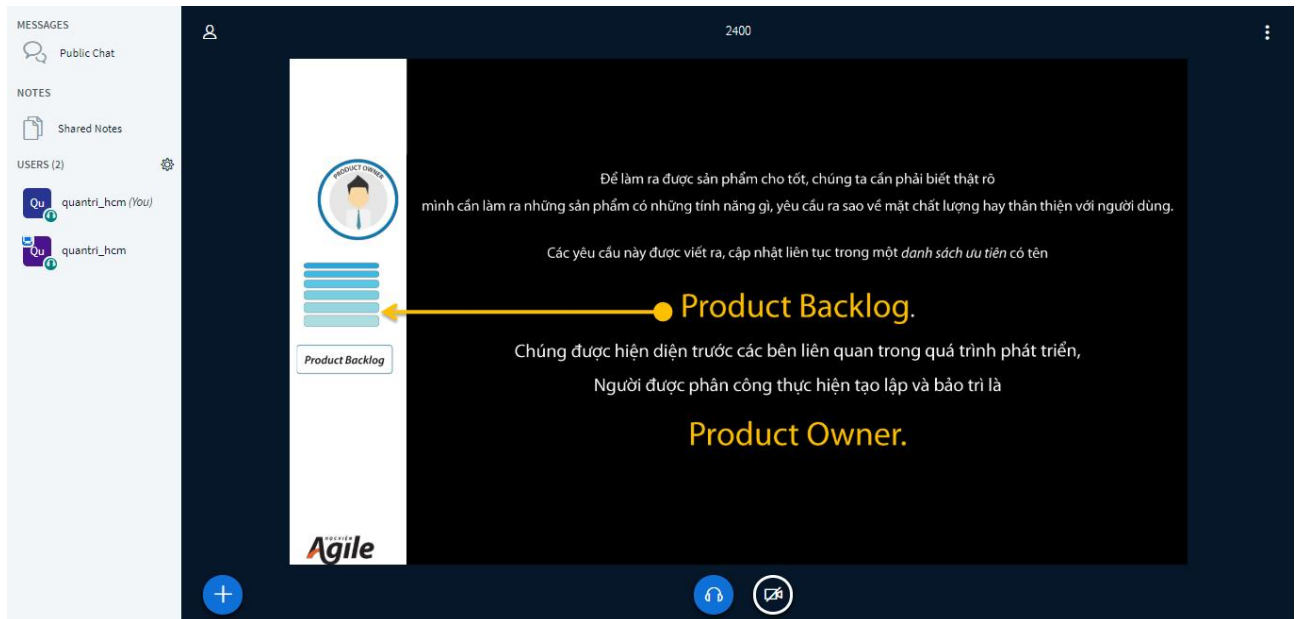 MESSAGES
Public Chat
NOTES
Shared Notes
USERS (2)
Qu
quantri_hcm (You)
Qu
quantri_hcm
2400
PRODUCT OWNER
Product Backlog
HỌC VIỆN
Agile
Để làm ra được sản phẩm cho tốt, chúng ta cần phải biết thật rõ
mình cần làm ra những sản phẩm có những tính năng gì, yêu cầu ra sao về mặt chất lượng hay thân thiện với người dùng.
Các yêu cầu này được viết ra, cập nhật liên tục trong một danh sách ưu tiên có tên
Product Backlog.
Chúng được hiện diện trước các bên liên quan trong quá trình phát triển,
Người được phân công thực hiện tạo lập và bảo trì là
Product Owner.